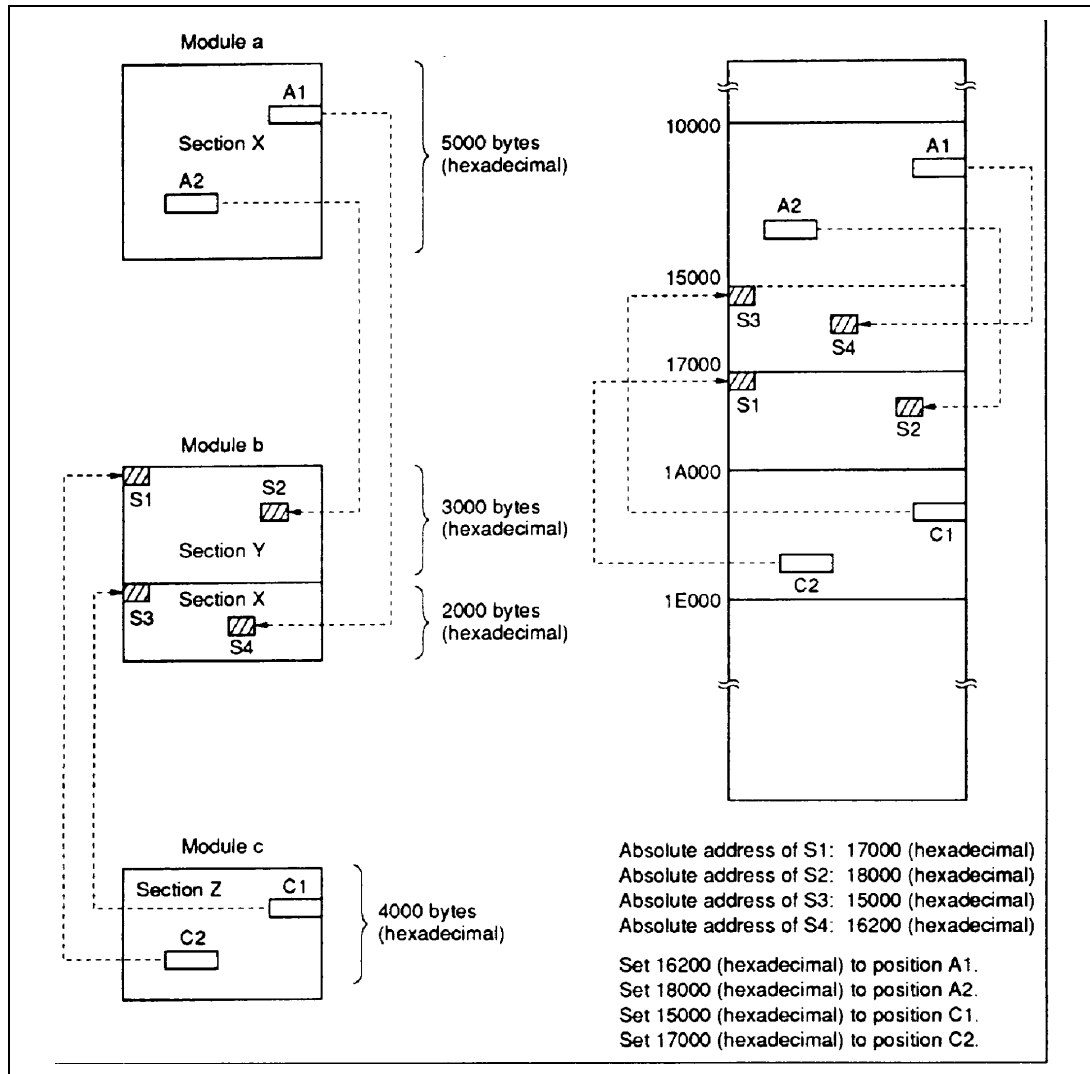 Module a
A1
Section X
A2
5000 bytes
(hexadecimal)
Module b
S1
S2
Section Y
3000 bytes
(hexadecimal)
Section X
S3
S4
2000 bytes
(hexadecimal)
Module c
Section Z
C1
C2
4000 bytes
(hexadecimal)
10000
A1
A2
15000
S3
S4
17000
S1
S2
1A000
C1
C2
1E000
Absolute address of S1: 17000 (hexadecimal)
Absolute address of S2: 18000 (hexadecimal)
Absolute address of S3: 15000 (hexadecimal)
Absolute address of S4: 16200 (hexadecimal)
Set 16200 (hexadecimal) to position A1.
Set 18000 (hexadecimal) to position A2.
Set 15000 (hexadecimal) to position C1.
Set 17000 (hexadecimal) to position C2.